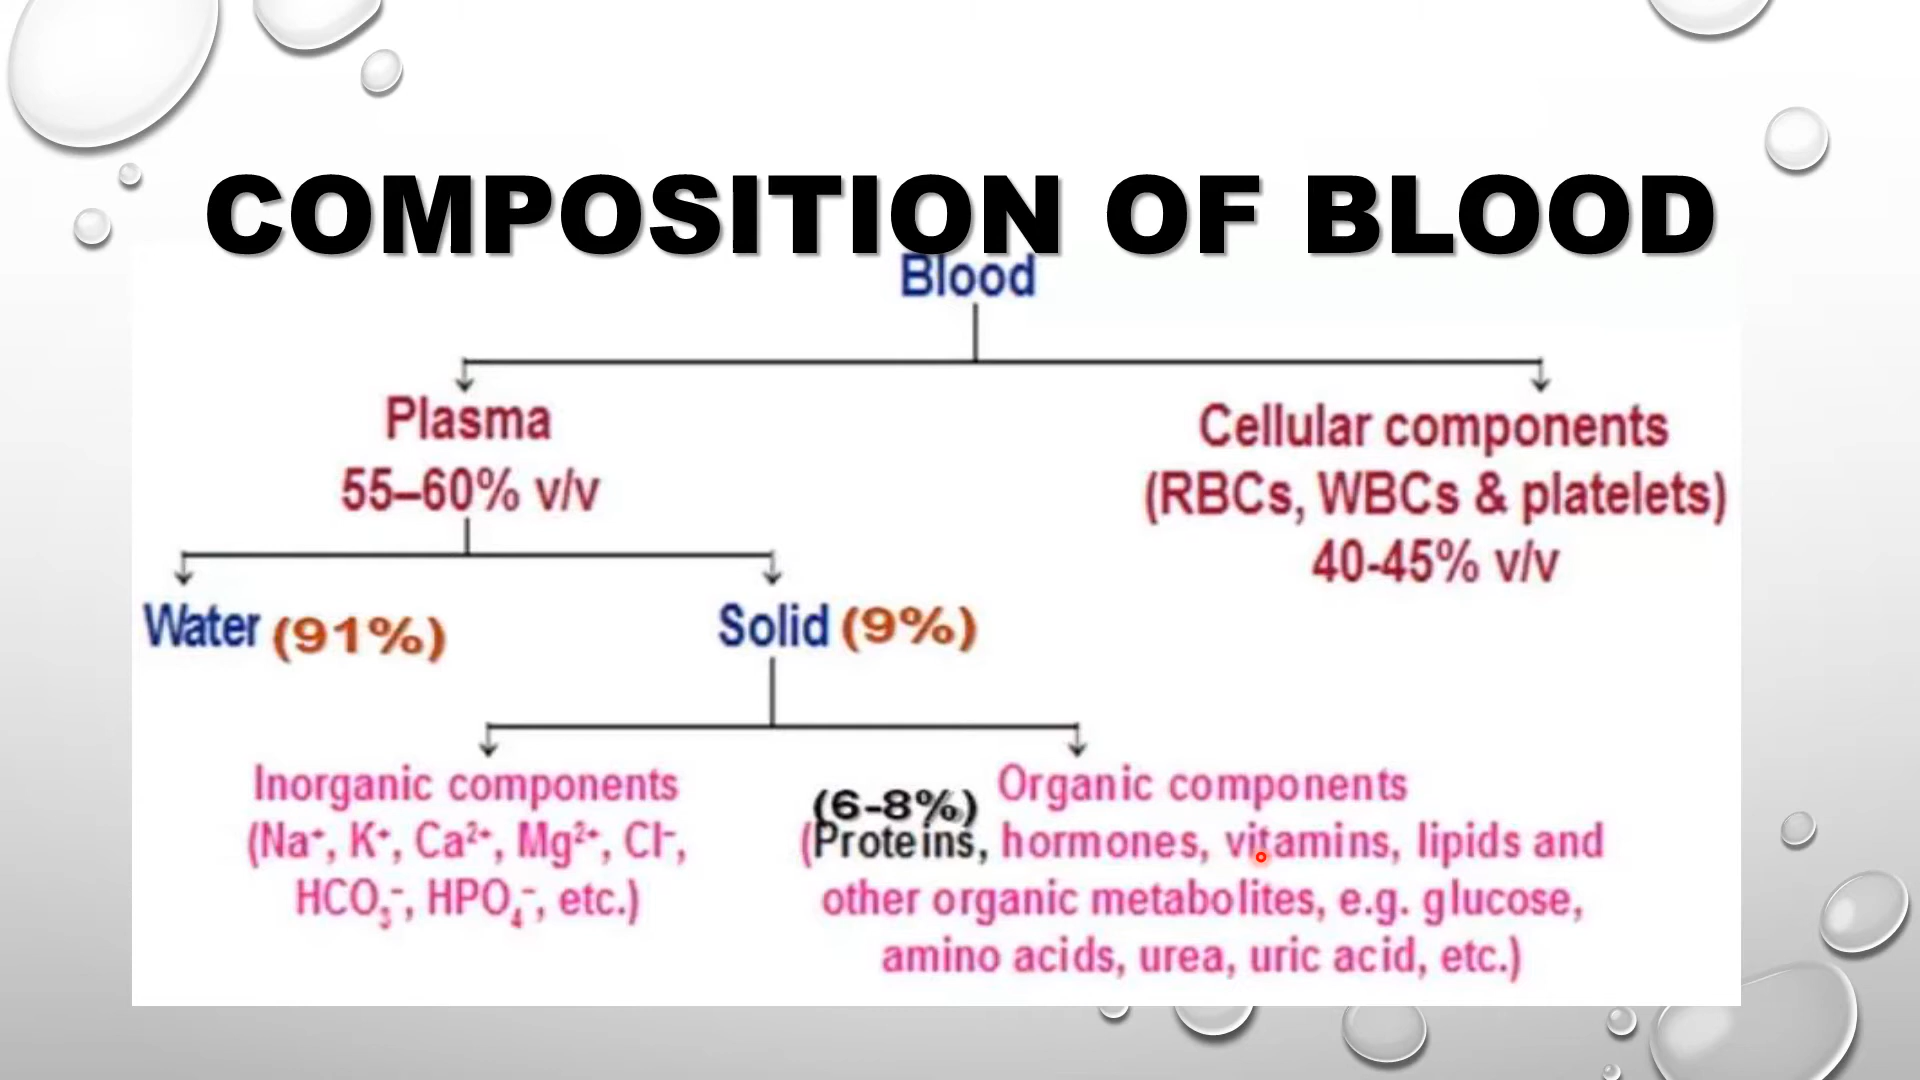 COMPOSITION OF BLOOD
Blood
Plasma
55–60% v/v
Cellular components
(RBCs, WBCs & platelets)
40-45% v/v
Water (91%)
Solid (9%)
Inorganic components
(Na⁺, K⁺, Ca²⁺, Mg²⁺, Cl⁻,
HCO₃⁻, HPO₄⁻, etc.)
(6-8%) Organic components
(Proteins, hormones, vitamins, lipids and
other organic metabolites, e.g. glucose,
amino acids, urea, uric acid, etc.)